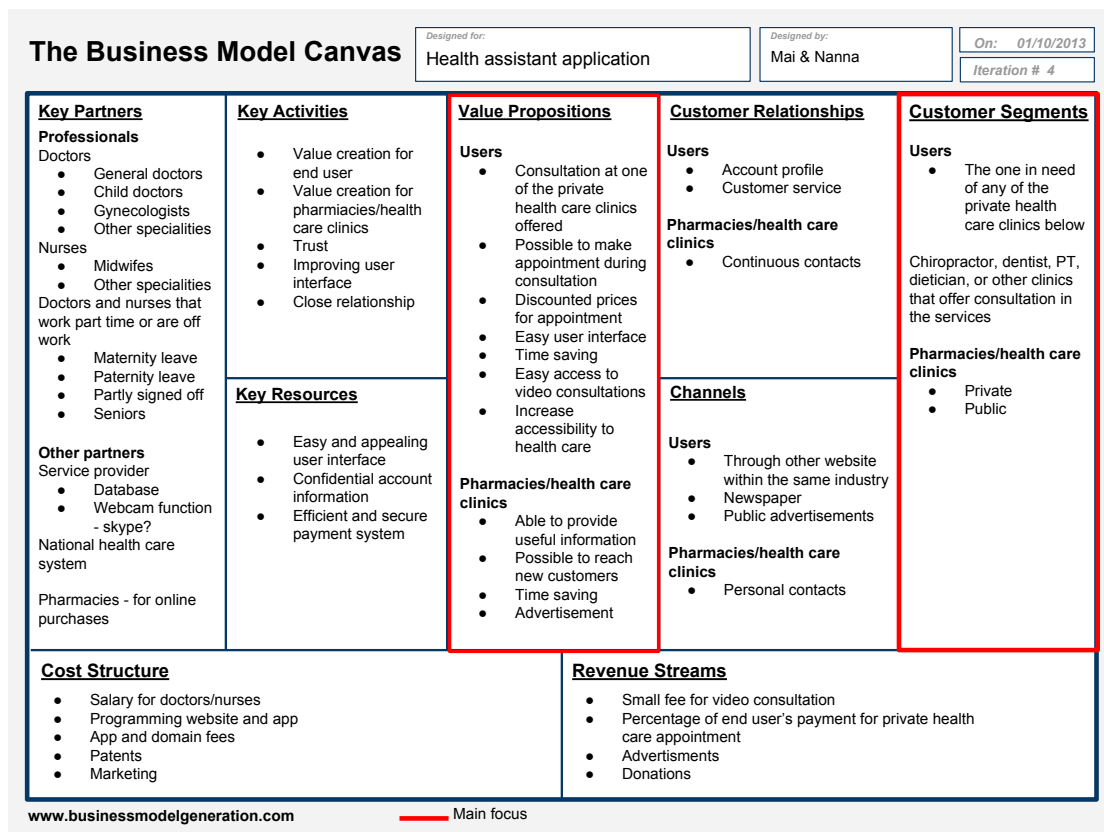 The Business Model Canvas
Designed for:
Health assistant application
Designed by:
Mai & Nanna
On: 01/10/2013
Iteration # 4
Key Partners
Professionals
Doctors
● General doctors
● Child doctors
● Gynecologists
● Other specialities
Nurses
● Midwifes
● Other specialities
Doctors and nurses that
work part time or are off
work
● Maternity leave
● Paternity leave
● Partly signed off
● Seniors
Other partners
Service provider
● Database
● Webcam function
- skype?
National health care
system
Pharmacies - for online
purchases
Key Activities
● Value creation for
end user
● Value creation for
pharmiacies/health
care clinics
● Trust
● Improving user
interface
● Close relationship
Key Resources
● Easy and appealing
user interface
● Confidential account
information
● Efficient and secure
payment system
Value Propositions
Users
● Consultation at one
of the private
health care clinics
offered
● Possible to make
appointment during
consultation
● Discounted prices
for appointment
● Easy user interface
● Time saving
● Easy access to
video consultations
● Increase
accessibility to
health care
Pharmacies/health care
clinics
● Able to provide
useful information
● Possible to reach
new customers
● Time saving
● Advertisement
Customer Relationships
Users
● Account profile
● Customer service
Pharmacies/health care
clinics
● Continuous contacts
Channels
Users
● Through other website
within the same industry
● Newspaper
● Public advertisements
Pharmacies/health care
clinics
● Personal contacts
Customer Segments
Users
● The one in need
of any of the
private health
care clinics below
Chiropractor, dentist, PT,
dietician, or other clinics
that offer consultation in
the services
Pharmacies/health care
clinics
● Private
● Public
Cost Structure
● Salary for doctors/nurses
● Programming website and app
● App and domain fees
● Patents
● Marketing
Revenue Streams
● Small fee for video consultation
● Percentage of end user's payment for private health
care appointment
● Advertisments
● Donations
www.businessmodelgeneration.com
Main focus